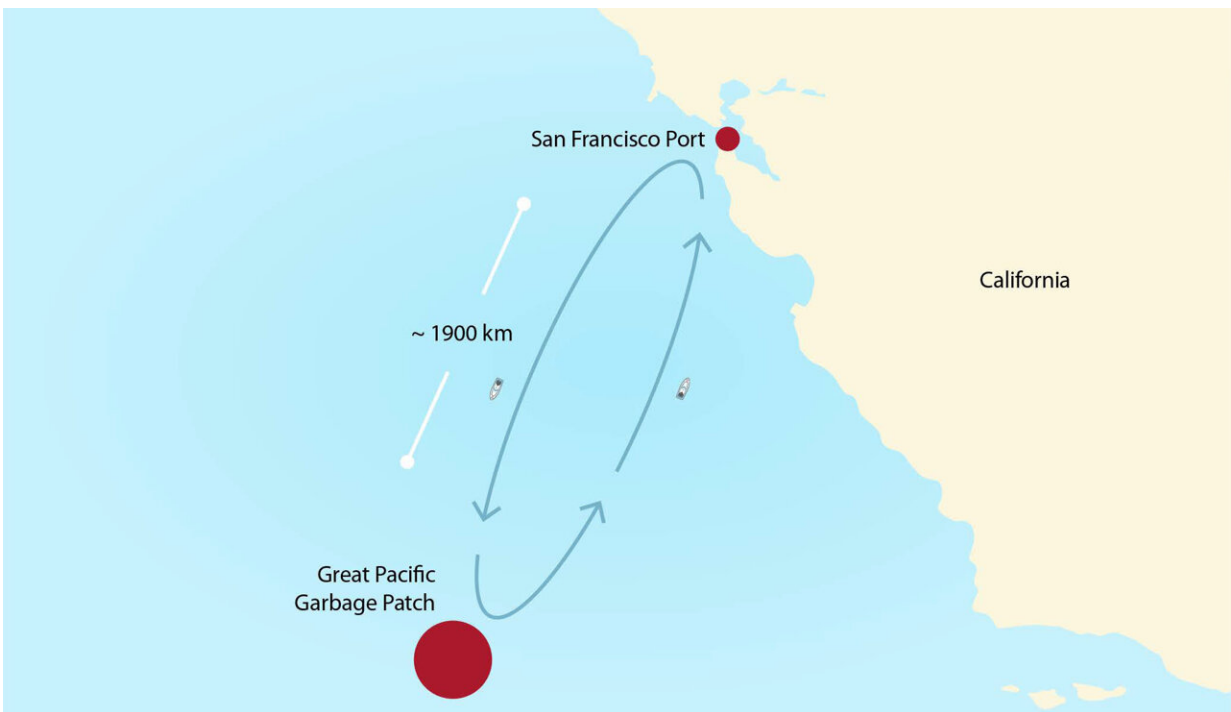 San Francisco Port
California
~ 1900 km
Great Pacific
Garbage Patch